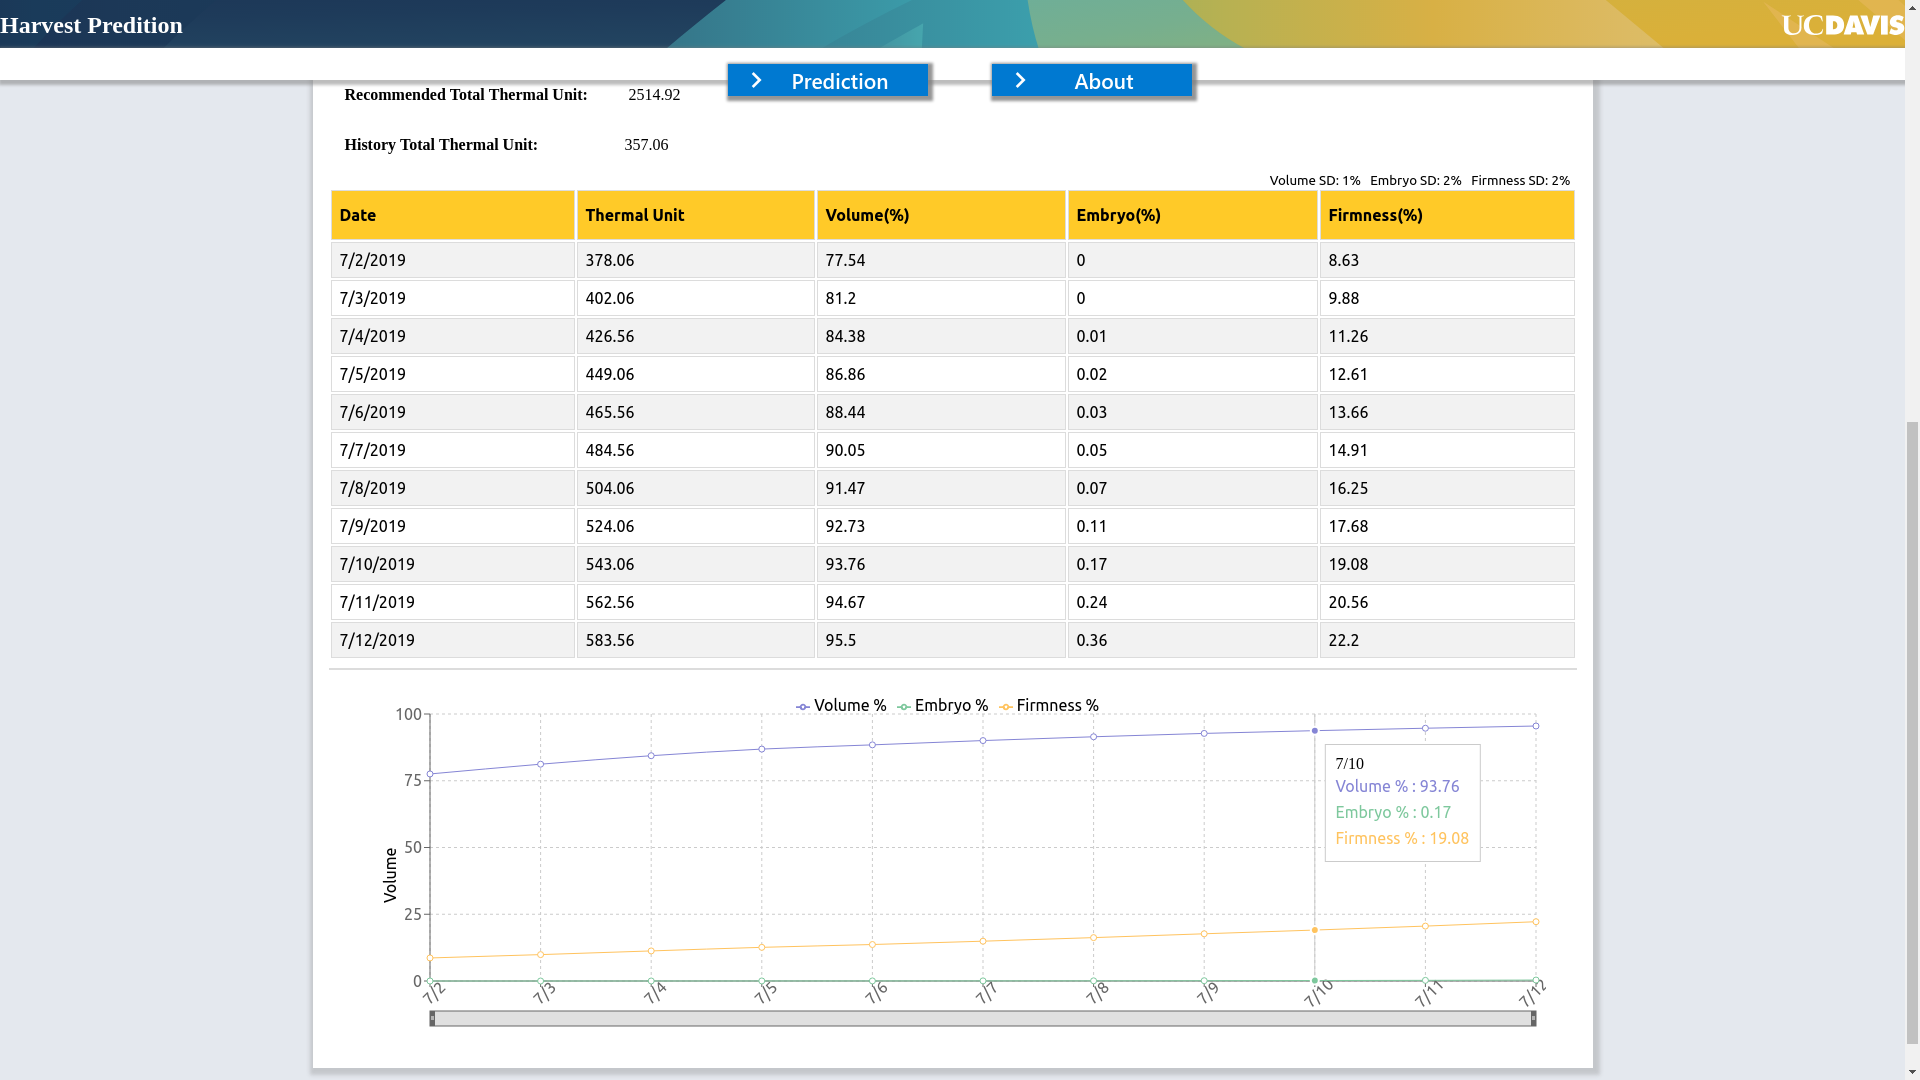 Harvest Predition
UCDAVIS
Prediction
About
Recommended Total Thermal Unit: 2514.92
History Total Thermal Unit: 357.06
Volume SD: 1% Embryo SD: 2% Firmness SD: 2%
Date Thermal Unit Volume(%) Embryo(%) Firmness(%)
7/2/2019 378.06 77.54 0 8.63
7/3/2019 402.06 81.2 0 9.88
7/4/2019 426.56 84.38 0.01 11.26
7/5/2019 449.06 86.86 0.02 12.61
7/6/2019 465.56 88.44 0.03 13.66
7/7/2019 484.56 90.05 0.05 14.91
7/8/2019 504.06 91.47 0.07 16.25
7/9/2019 524.06 92.73 0.11 17.68
7/10/2019 543.06 93.76 0.17 19.08
7/11/2019 562.56 94.67 0.24 20.56
7/12/2019 583.56 95.5 0.36 22.2
Volume % Embryo % Firmness %
100
75
50
25
0
Volume
7/10
Volume % : 93.76
Embryo % : 0.17
Firmness % : 19.08
7/2 7/3 7/4 7/5 7/6 7/7 7/8 7/9 7/10 7/11 7/12